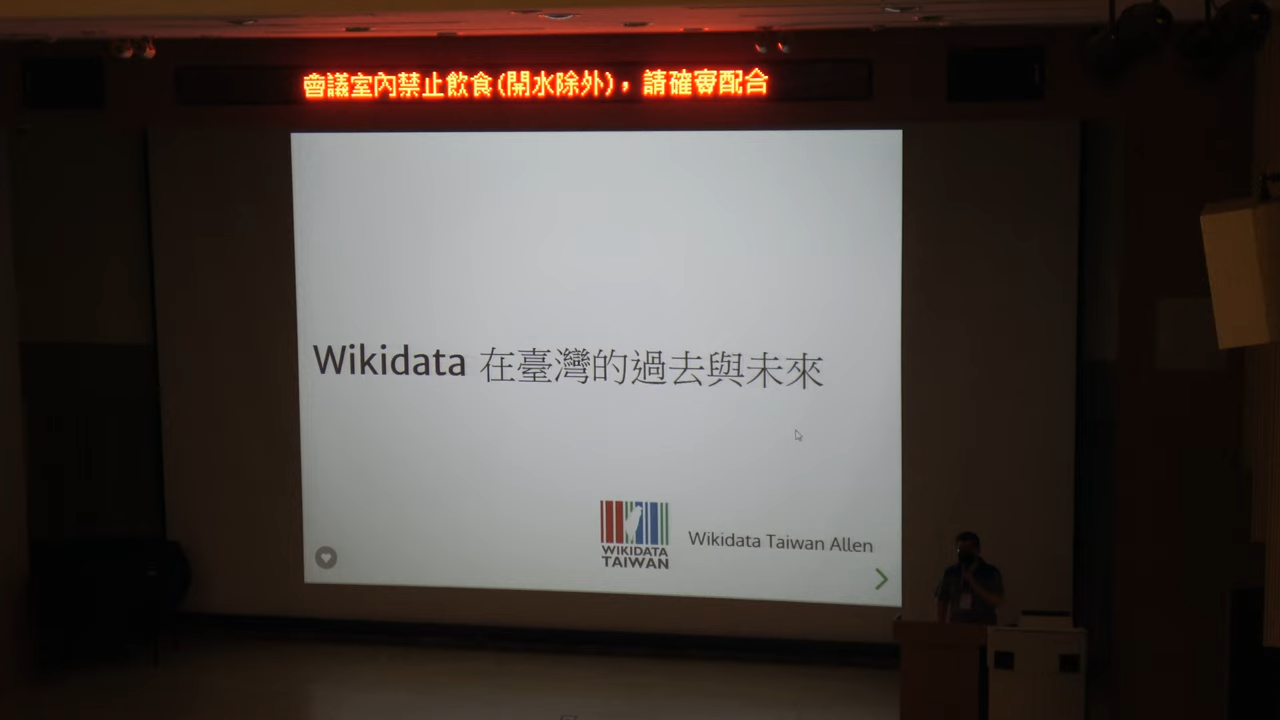 會議室內禁止飲食(開水除外)，請確實配合
Wikidata 在臺灣的過去與未來
WIKIDATA
TAIWAN
Wikidata Taiwan Allen